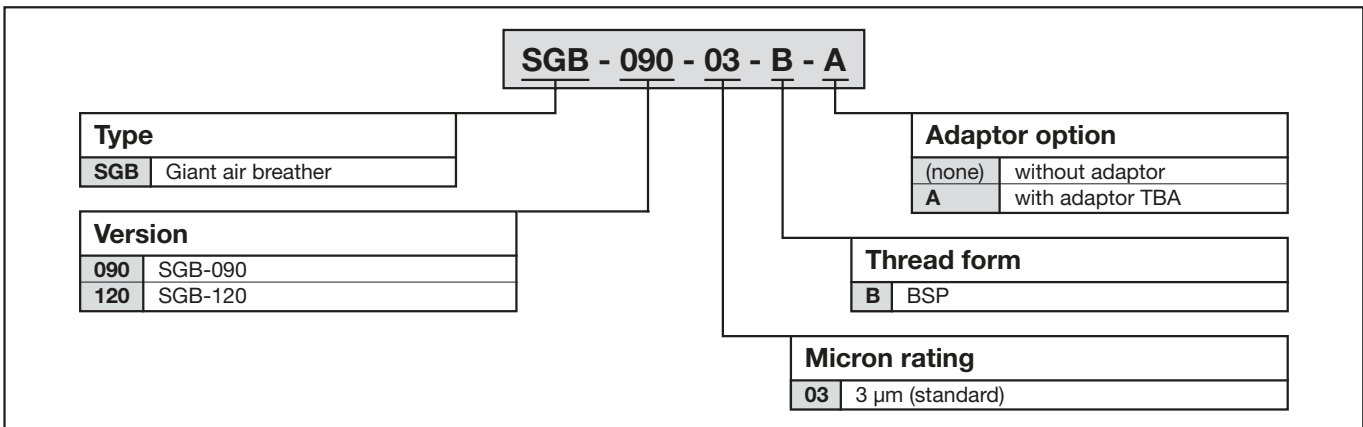 SGB - 090 - 03 - B - A
Type
SGB Giant air breather
Version
090 SGB-090
120 SGB-120
Adaptor option
(none) without adaptor
A with adaptor TBA
Thread form
B BSP
Micron rating
03 3 µm (standard)